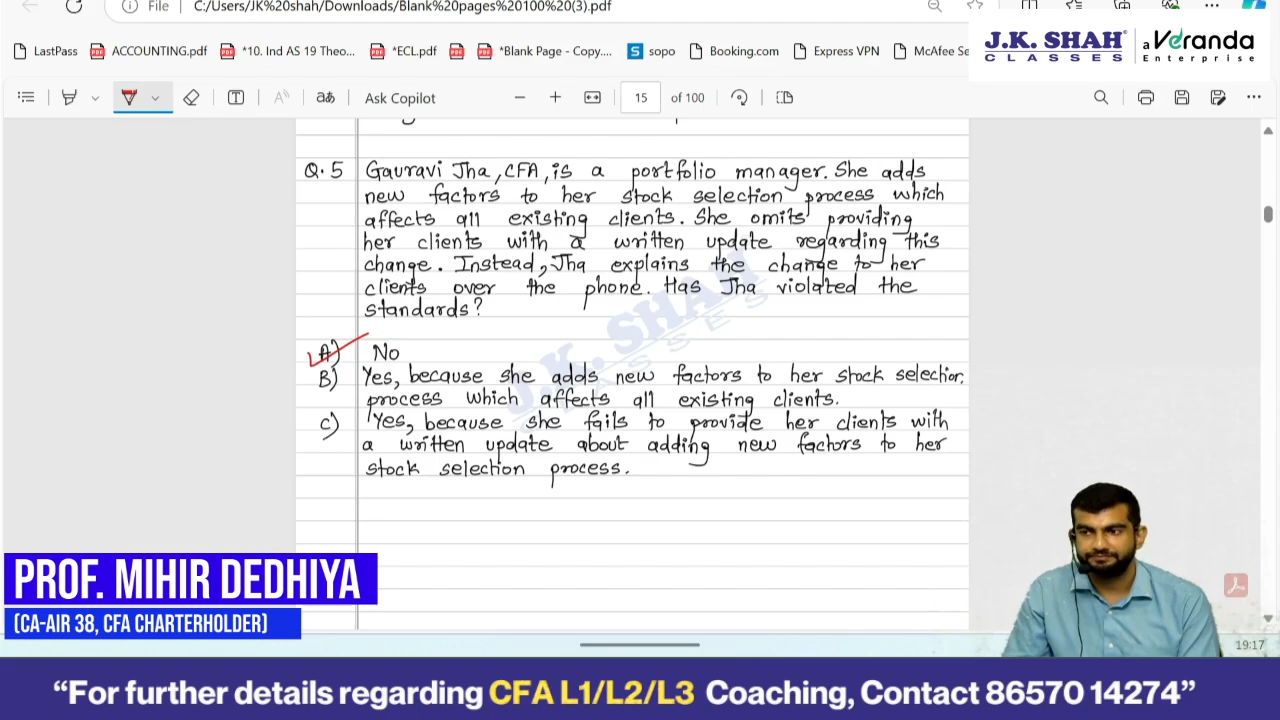 File
C:/Users/JK%20shah/Downloads/Blank%20pages%20100%20(3).pdf
LastPass
ACCOUNTING.pdf
*10. Ind AS 19 Theo...
*ECL.pdf
*Blank Page - Copy....
sopo
Booking.com
Express VPN
McAfee Se
J.K. SHAH®
CLASSES
a Veranda
Enterprise
Ask Copilot
15 of 100
Q.5 Gauravi Jha, CFA, is a portfolio manager. She adds
new factors to her stock selection process which
affects all existing clients. She omits providing
her clients with a written update regarding this
change. Instead, Jha explains the change to her
clients over the phone. Has Jha violated the
standards?
J.K. SHAH
CLASSES
A) No
B) Yes, because she adds new factors to her stock selection
process which affects all existing clients.
C) Yes, because she fails to provide her clients with
a written update about adding new factors to her
stock selection process.
PROF. MIHIR DEDHIYA
(CA-AIR 38, CFA CHARTERHOLDER)
19:17
“For further details regarding CFA L1/L2/L3 Coaching, Contact 86570 14274”